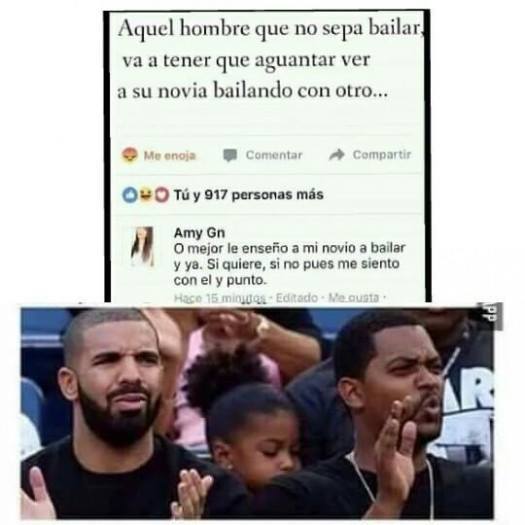 Aquel hombre que no sepa bailar,
va a tener que aguantar ver
a su novia bailando con otro...
Me enoja Comentar Compartir
Tú y 917 personas más
Amy Gn
O mejor le enseño a mi novio a bailar
y ya. Si quiere, si no pues me siento
con el y punto.
Hace 15 minutos · Editado · Me gusta ·